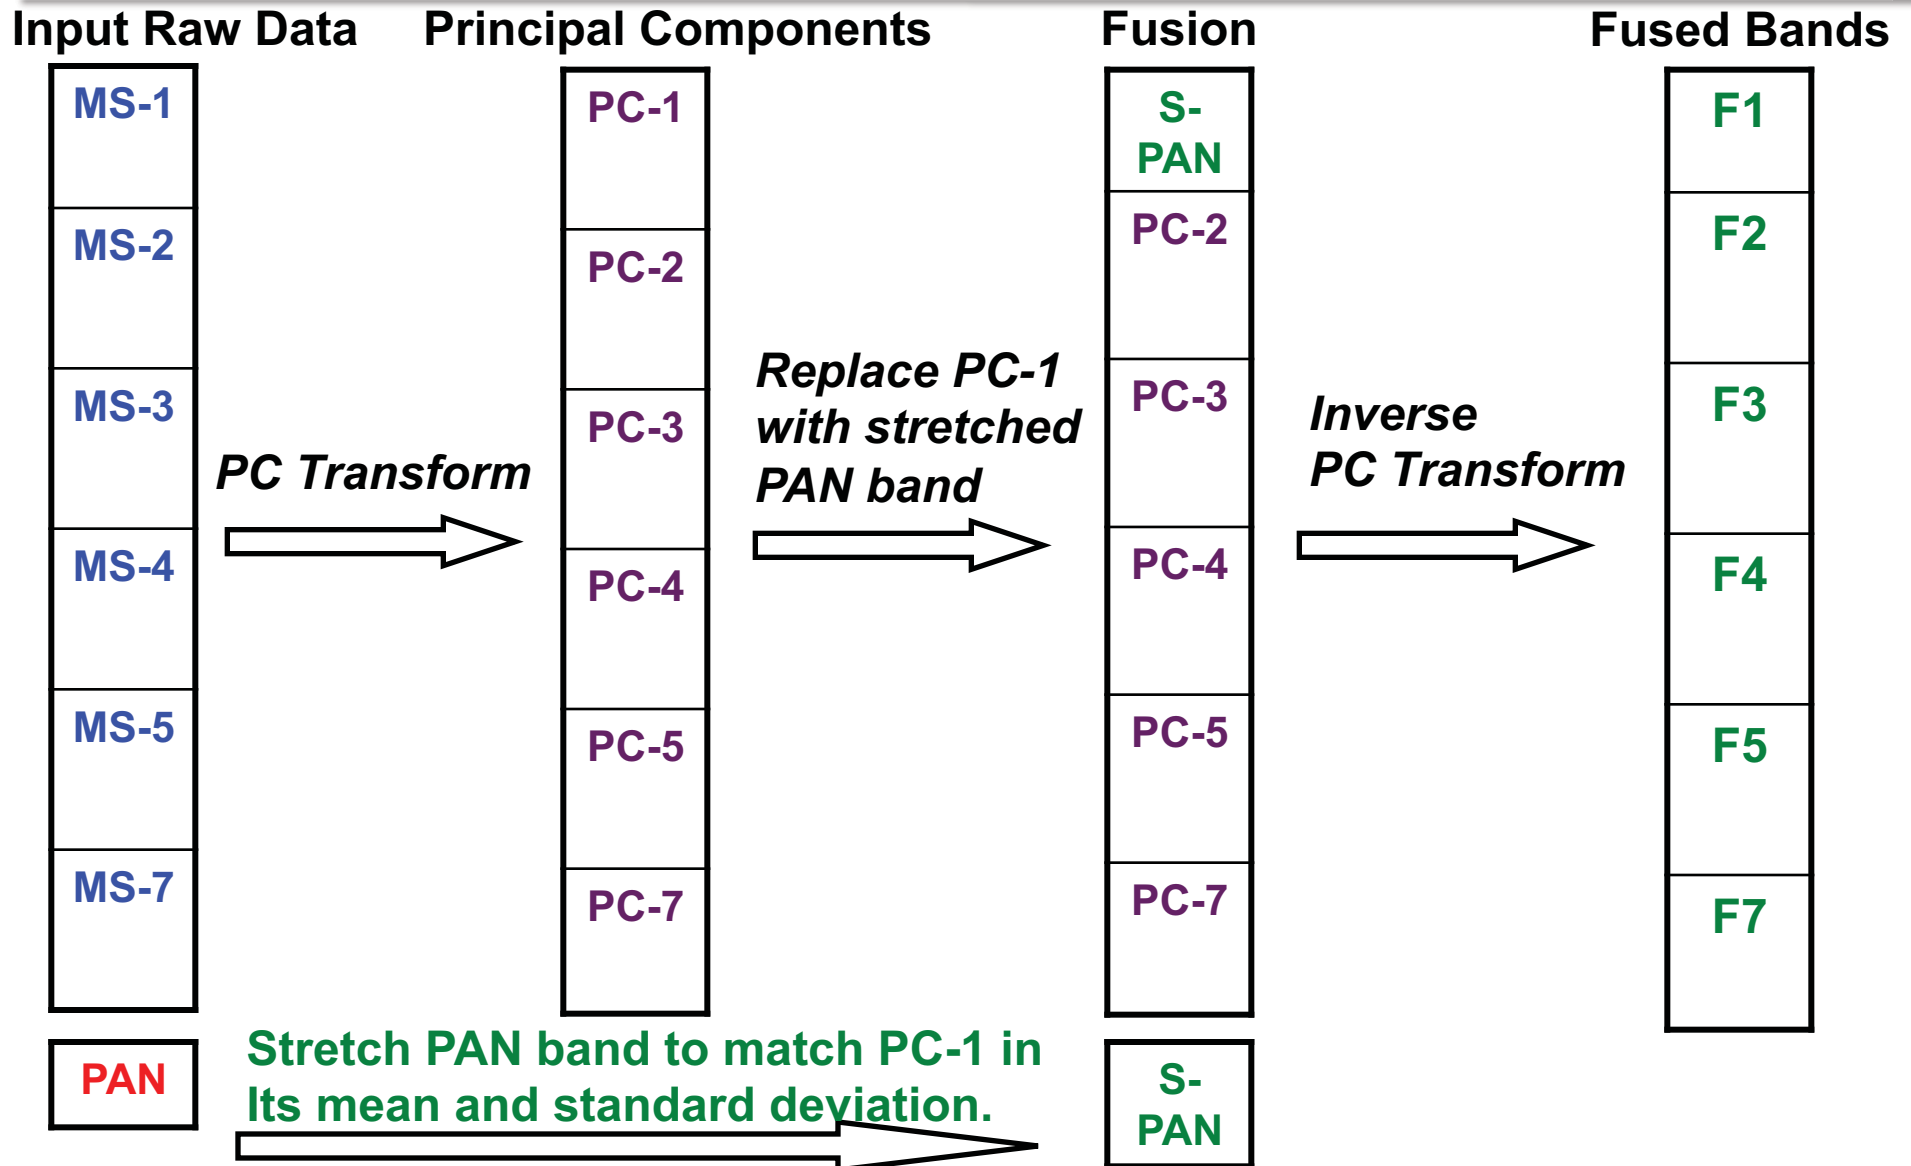 Input Raw Data
Principal Components
Fusion
Fused Bands
MS-1
MS-2
MS-3
MS-4
MS-5
MS-7
PAN
PC Transform
PC-1
PC-2
PC-3
PC-4
PC-5
PC-7
Replace PC-1
with stretched
PAN band
S-
PAN
PC-2
PC-3
PC-4
PC-5
PC-7
Inverse
PC Transform
F1
F2
F3
F4
F5
F7
Stretch PAN band to match PC-1 in
Its mean and standard deviation.
S-
PAN